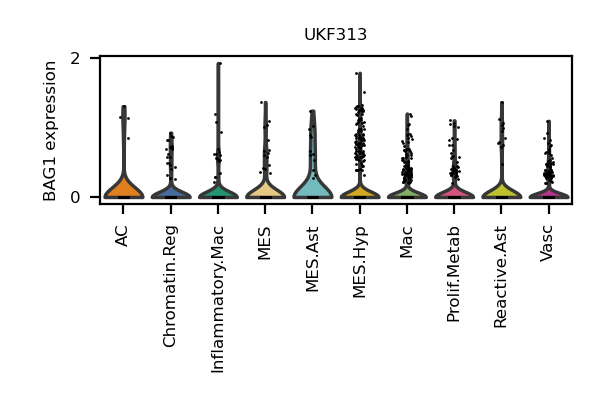 UKF313
BAG1 expression
2
0
AC
Chromatin.Reg
Inflammatory.Mac
MES
MES.Ast
MES.Hyp
Mac
Prolif.Metab
Reactive.Ast
Vasc